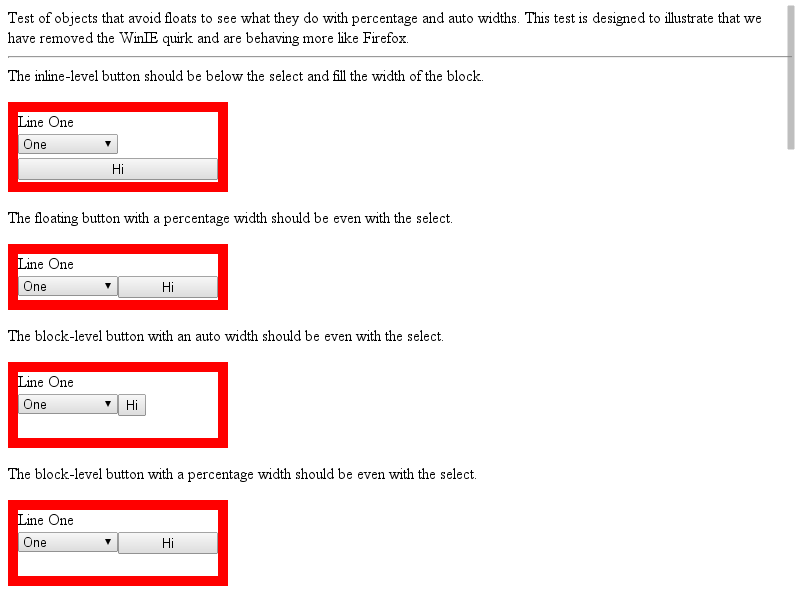 Test of objects that avoid floats to see what they do with percentage and auto widths. This test is designed to illustrate that we
have removed the WinIE quirk and are behaving more like Firefox.
The inline-level button should be below the select and fill the width of the block.
Line One
One
Hi
The floating button with a percentage width should be even with the select.
Line One
One Hi
The block-level button with an auto width should be even with the select.
Line One
One Hi
The block-level button with a percentage width should be even with the select.
Line One
One Hi